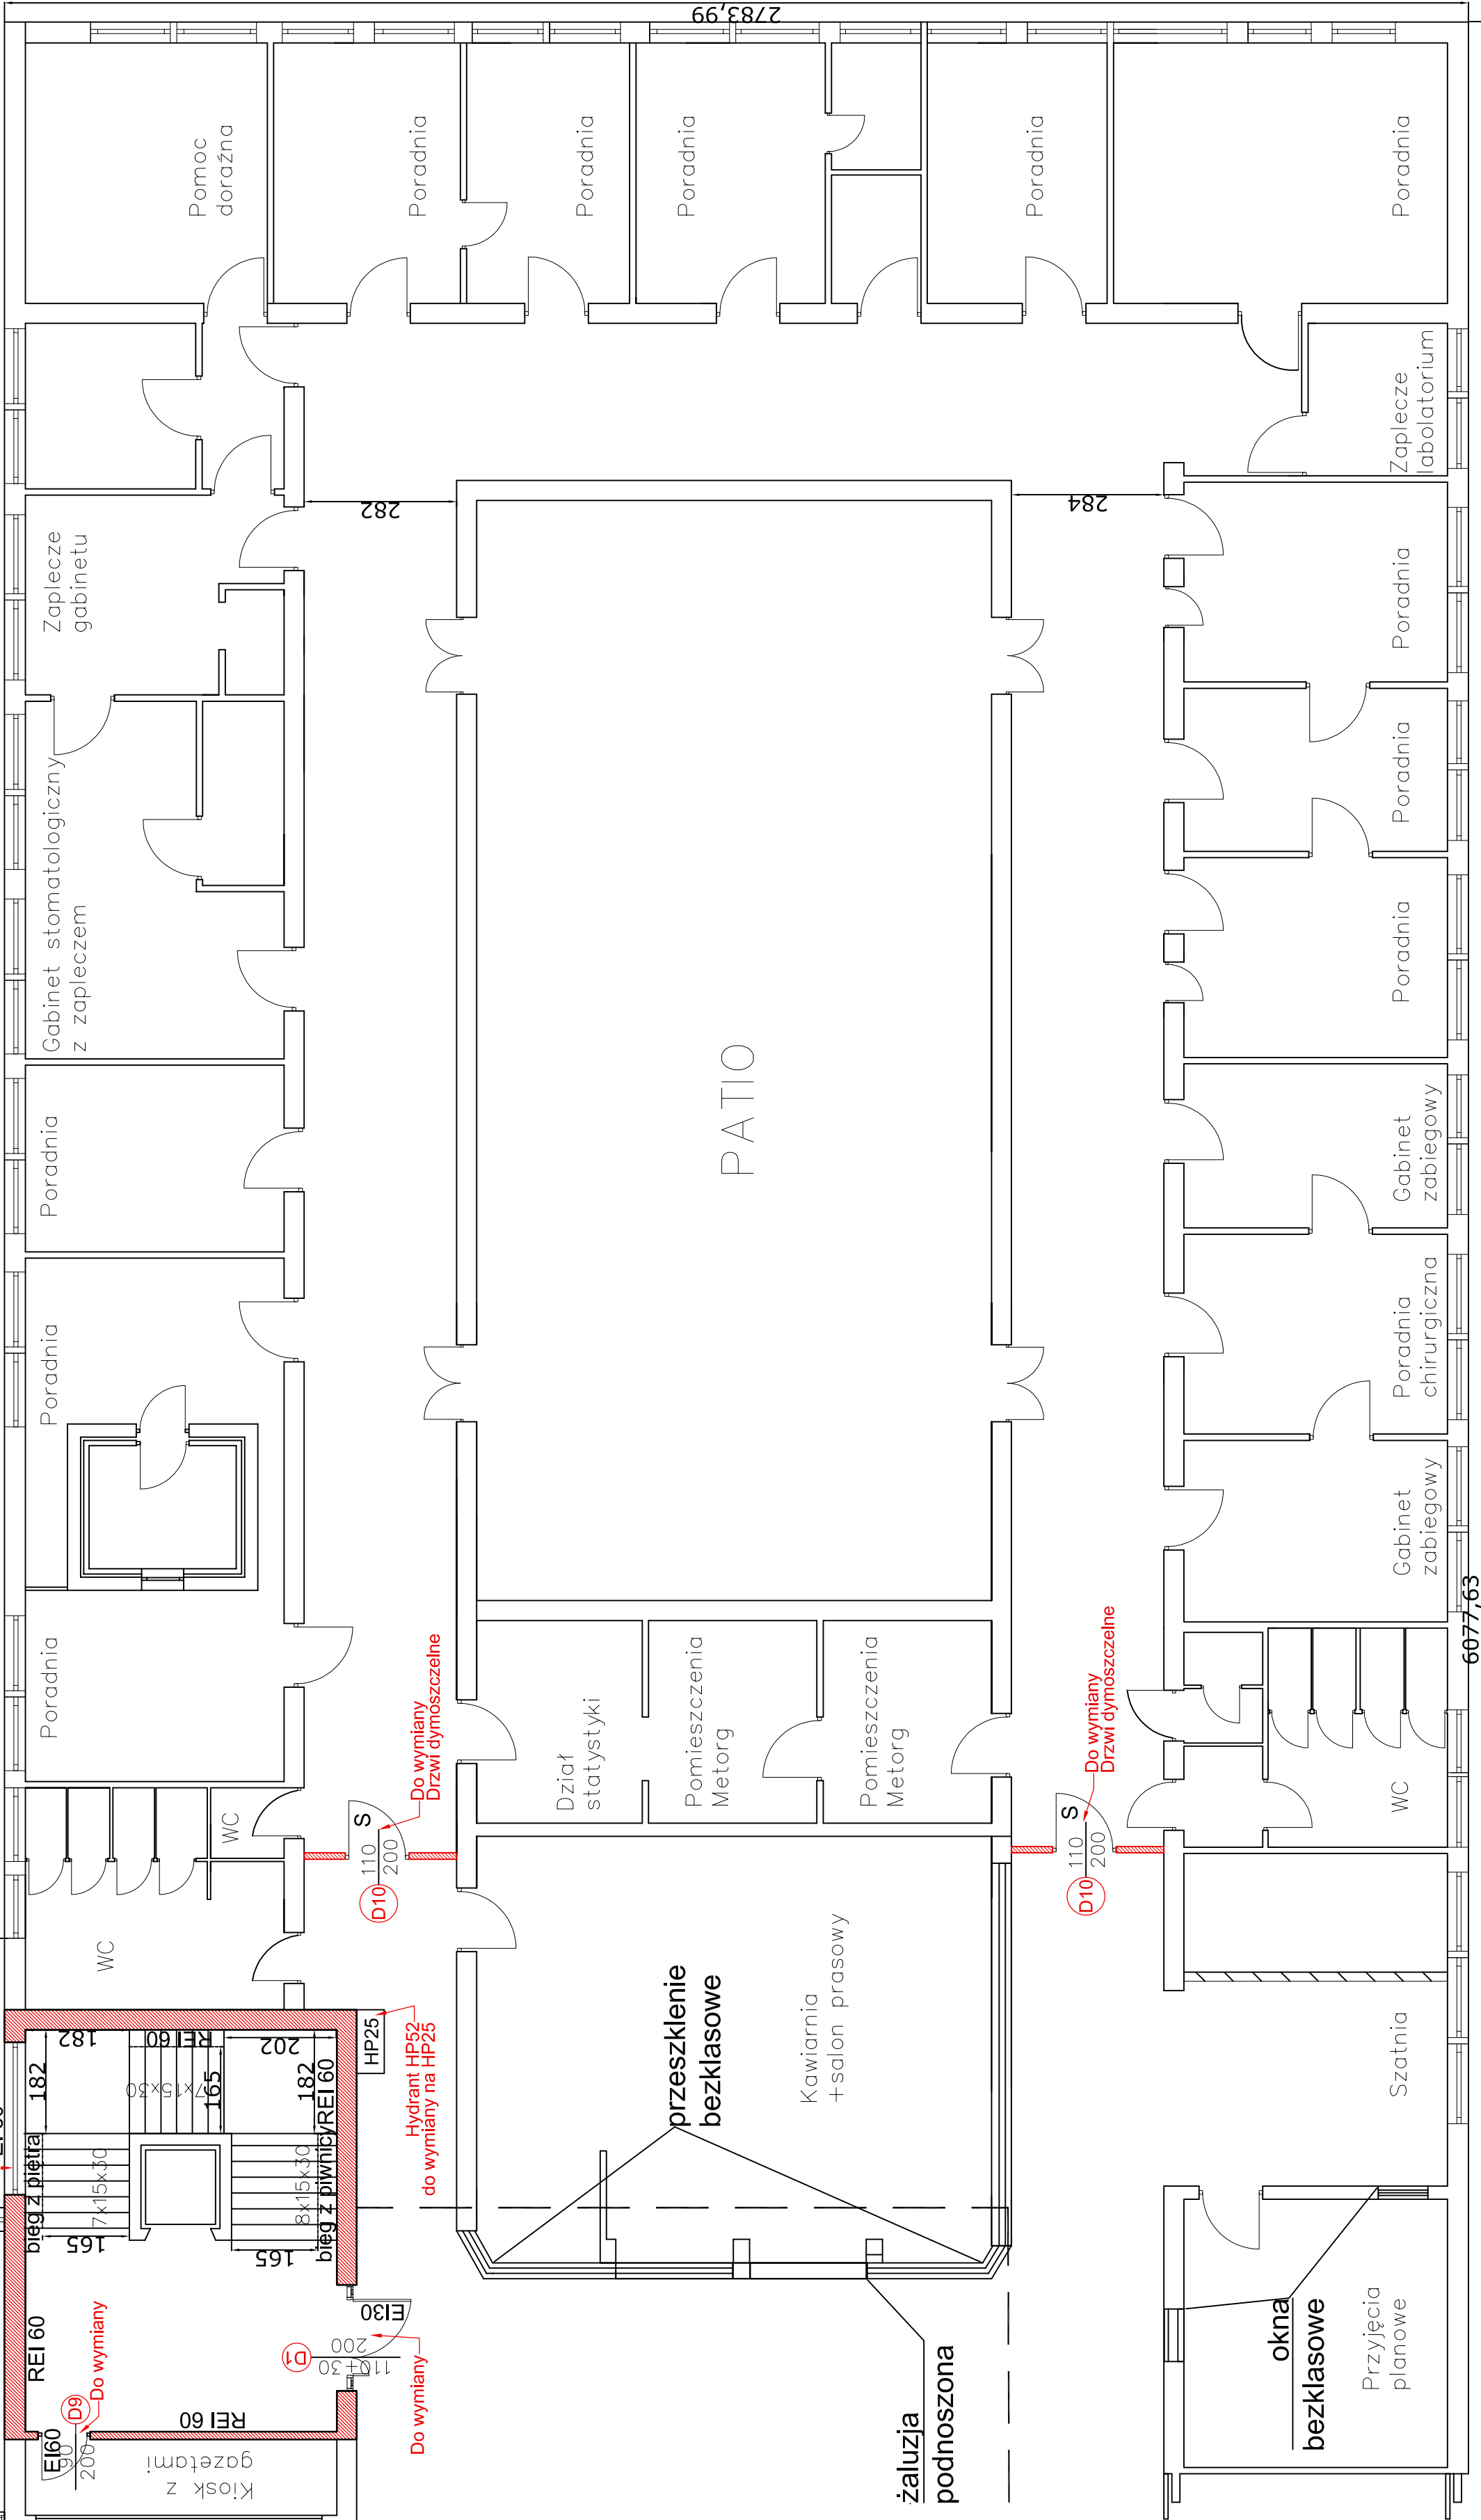 2783,99
Pomoc
doraźna
Poradnia
Poradnia
Poradnia
Poradnia
Poradnia
Zaplecze
gabinetu
282
284
Zaplecze
labolatorium
Gabinet stomatologiczny
z zapleczem
Poradnia
Poradnia
Poradnia
PATIO
Poradnia
Poradnia
Poradnia
Gabinet
zabiegowy
Poradnia
chirurgiczna
Gabinet
zabiegowy
6077,63
WC
WC
Do wymiany
Drzwi dymoszczelne
S
110
200
D10
Dział
statystyki
Pomieszczenia
Metorg
Pomieszczenia
Metorg
Do wymiany
Drzwi dymoszczelne
S
110
200
D10
WC
HP25
Hydrant HP52
do wymiany na HP25
182
REI 60
202
182
7x15x30
165
182
REI 60
bieg z piętra
7x15x30
8x15x30
bieg z piwnicy
165
165
REI 60
D9
Do wymiany
EI60
90
200
REI 60
D1
110+30
200
EI30
Do wymiany
Kiosk z
gazetami
przeszklenie
bezklasowe
Kawiarnia
+salon prasowy
Szatnia
żaluzja
podnoszona
okna
bezklasowe
Przyjęcia
planowe